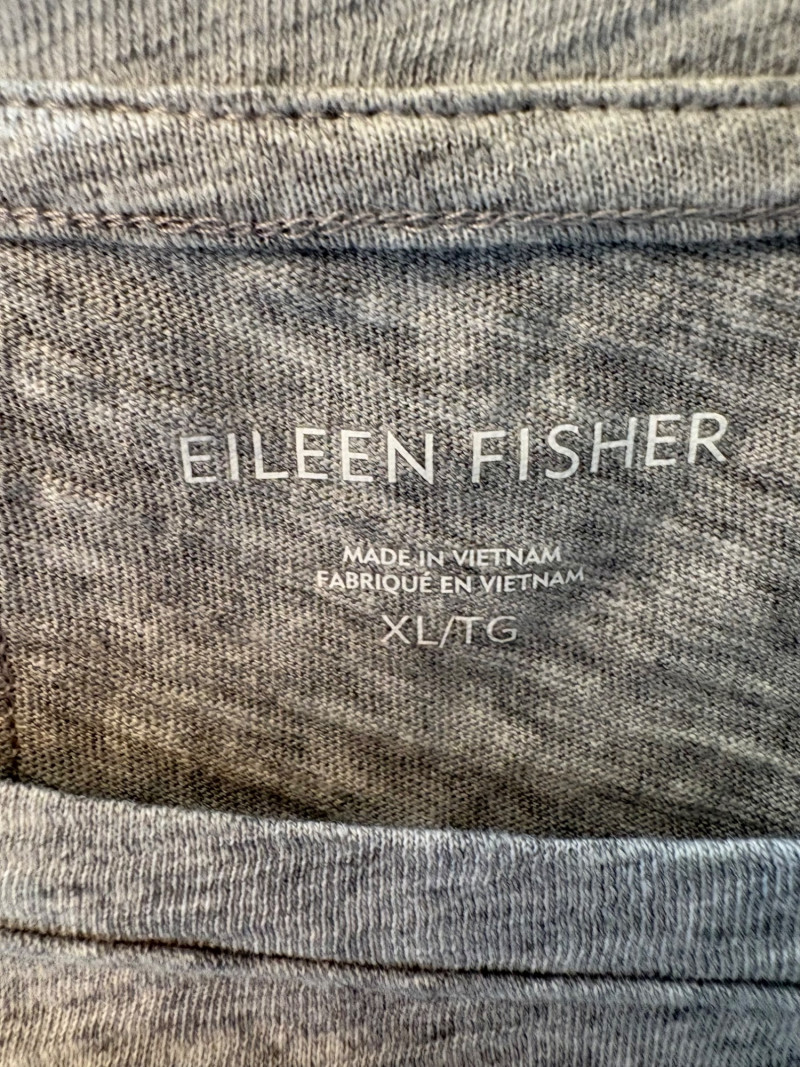 EILEEN FISHER
MADE IN VIETNAM
FABRIQUÉ EN VIETNAM
XL/TG